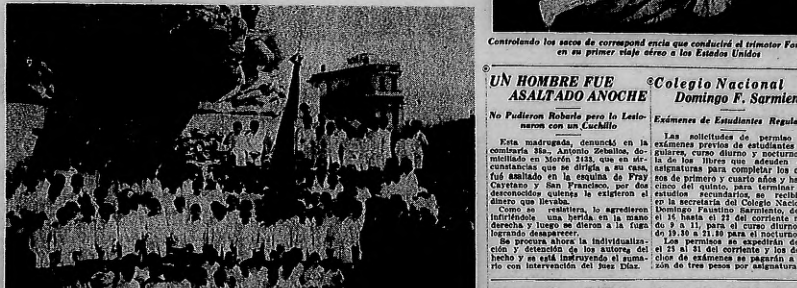 Controlando los sacos de correspond encia que conducirá el trimotor
en su primer viaje aéreo a los Estados Unidos
UN HOMBRE FUE
ASALTADO ANOCHE
No Pudieron Robarlo pero lo Lesio-
naron con un Cuchillo
Esta madrugada, denunció en la
comisaría 38a., Antonio Zeballos, do-
miciliado en Morón 2133, que en cir-
cunstancias que se dirigía a su casa,
fué asaltado en la esquina de Fray
Cayetano y San Francisco, por dos
desconocidos quienes le exigieron el
dinero que llevaba.
Como se resistiera, lo agredieron
infiriéndole una herida en la mano
derecha y luego se dieron a la fuga
logrando desaparecer.
Se procura ahora la individualiza-
ción y detención de los autores del
hecho y se está instruyendo el suma-
rio con intervención del juez Díaz.
Colegio Nacional
Domingo F. Sarmien
Exámenes de Estudiantes Regula
Las solicitudes de permiso
exámenes previos de estudiantes
gulares, curso diurno y nocturno
la de los libres que adeuden
asignaturas para completar los
sos de primero y cuarto años y ha
cinco del quinto, para terminar
estudios secundarios, se recibi
en la secretaría del Colegio Nacio
Domingo Faustino Sarmiento, de
el 16 hasta el 22 del corriente
de 9 a 11, para el curso diurno
de 19.30 a 21.30 para el nocturno
Los permisos se expedirán
el 25 al 31 del corriente y los de
chos de exámenes se pagarán a
zón de tres pesos por asignatura